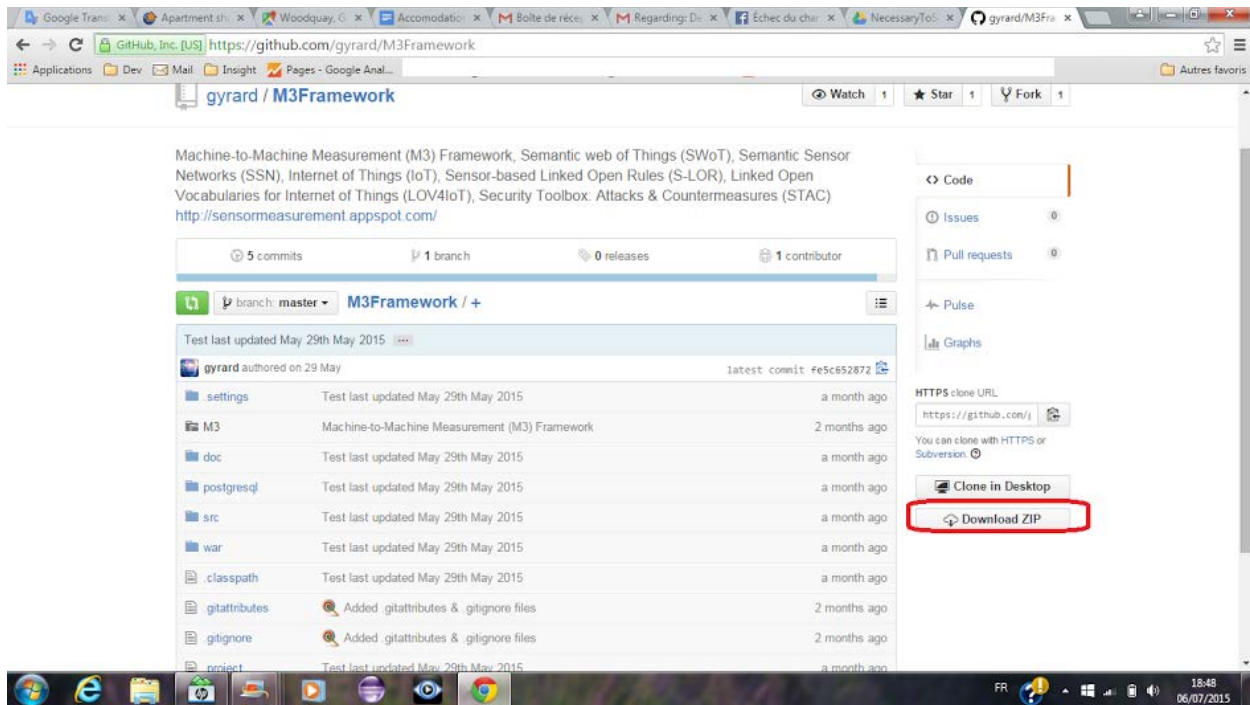 Google Trans
Apartment sh
Woodquay, G
Accomodation
Boîte de récep
Regarding: De
Échec du char
NecessaryToS
gyrard/M3Fra
GitHub, Inc. [US] https://github.com/gyrard/M3Framework
Applications Dev Mail Insight Pages - Google Anal... Autres favoris
gyrard / M3Framework
Watch 1 Star 1 Fork 1
Machine-to-Machine Measurement (M3) Framework, Semantic web of Things (SWoT), Semantic Sensor
Networks (SSN), Internet of Things (IoT), Sensor-based Linked Open Rules (S-LOR), Linked Open
Vocabularies for Internet of Things (LOV4IoT), Security Toolbox: Attacks & Countermeasures (STAC)
http://sensormeasurement.appspot.com/
5 commits 1 branch 0 releases 1 contributor
branch: master M3Framework / +
Test last updated May 29th May 2015 ...
gyrard authored on 29 May latest commit fe5c652872
.settings Test last updated May 29th May 2015 a month ago
M3 Machine-to-Machine Measurement (M3) Framework 2 months ago
doc Test last updated May 29th May 2015 a month ago
postgresql Test last updated May 29th May 2015 a month ago
src Test last updated May 29th May 2015 a month ago
war Test last updated May 29th May 2015 a month ago
.classpath Test last updated May 29th May 2015 a month ago
.gitattributes Added .gitattributes & .gitignore files 2 months ago
.gitignore Added .gitattributes & .gitignore files 2 months ago
.project Test last updated May 29th May 2015 a month ago
Code
Issues 0
Pull requests 0
Pulse
Graphs
HTTPS clone URL
https://github.com/
You can clone with HTTPS or
Subversion.
Clone in Desktop
Download ZIP
FR
18:48
06/07/2015